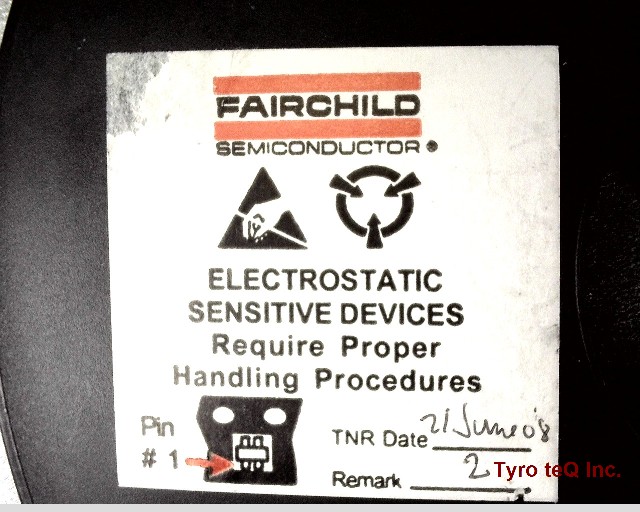 FAIRCHILD
SEMICONDUCTOR®
ELECTROSTATIC
SENSITIVE DEVICES
Require Proper
Handling Procedures
Pin
# 1
TNR Date 21 June 08
Remark 2
Tyro teQ Inc.